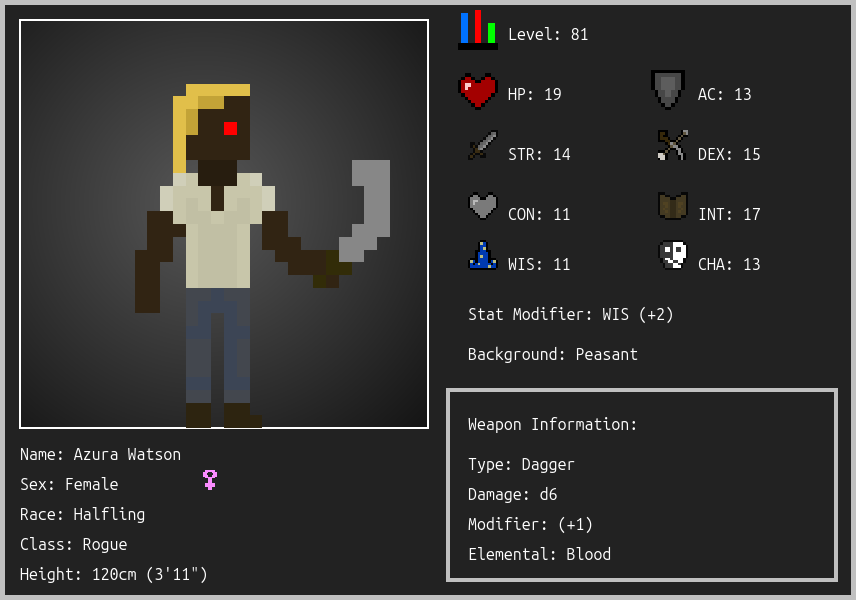 Level: 81
HP: 19
AC: 13
STR: 14
DEX: 15
CON: 11
INT: 17
WIS: 11
CHA: 13
Stat Modifier: WIS (+2)
Background: Peasant
Weapon Information:
Type: Dagger
Damage: d6
Modifier: (+1)
Elemental: Blood
Name: Azura Watson
Sex: Female
Race: Halfling
Class: Rogue
Height: 120cm (3'11")